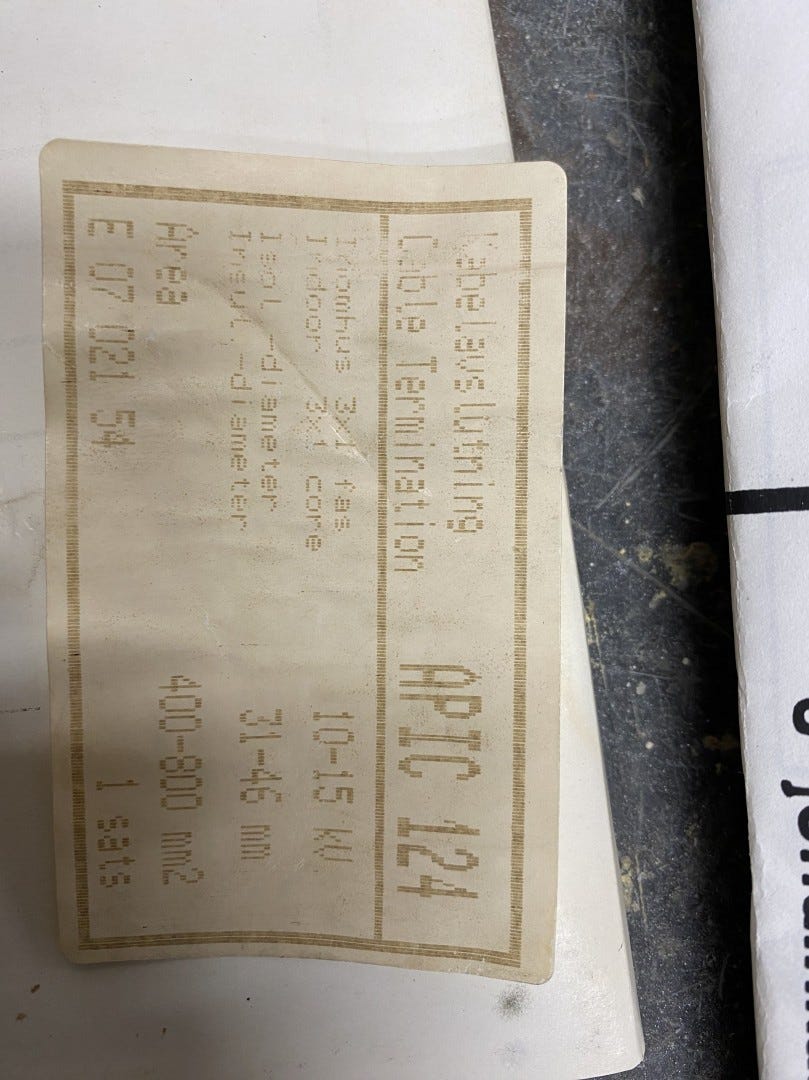 Kabelavslutning
Cable Termination
APIC 124
Inomhus 3x1 fas
Indoor 3x1 core
10-15 kV
Isol.-diameter
Insul.-diameter
31-46 mm
Area
400-800 mm2
E 07 021 54
1 sats